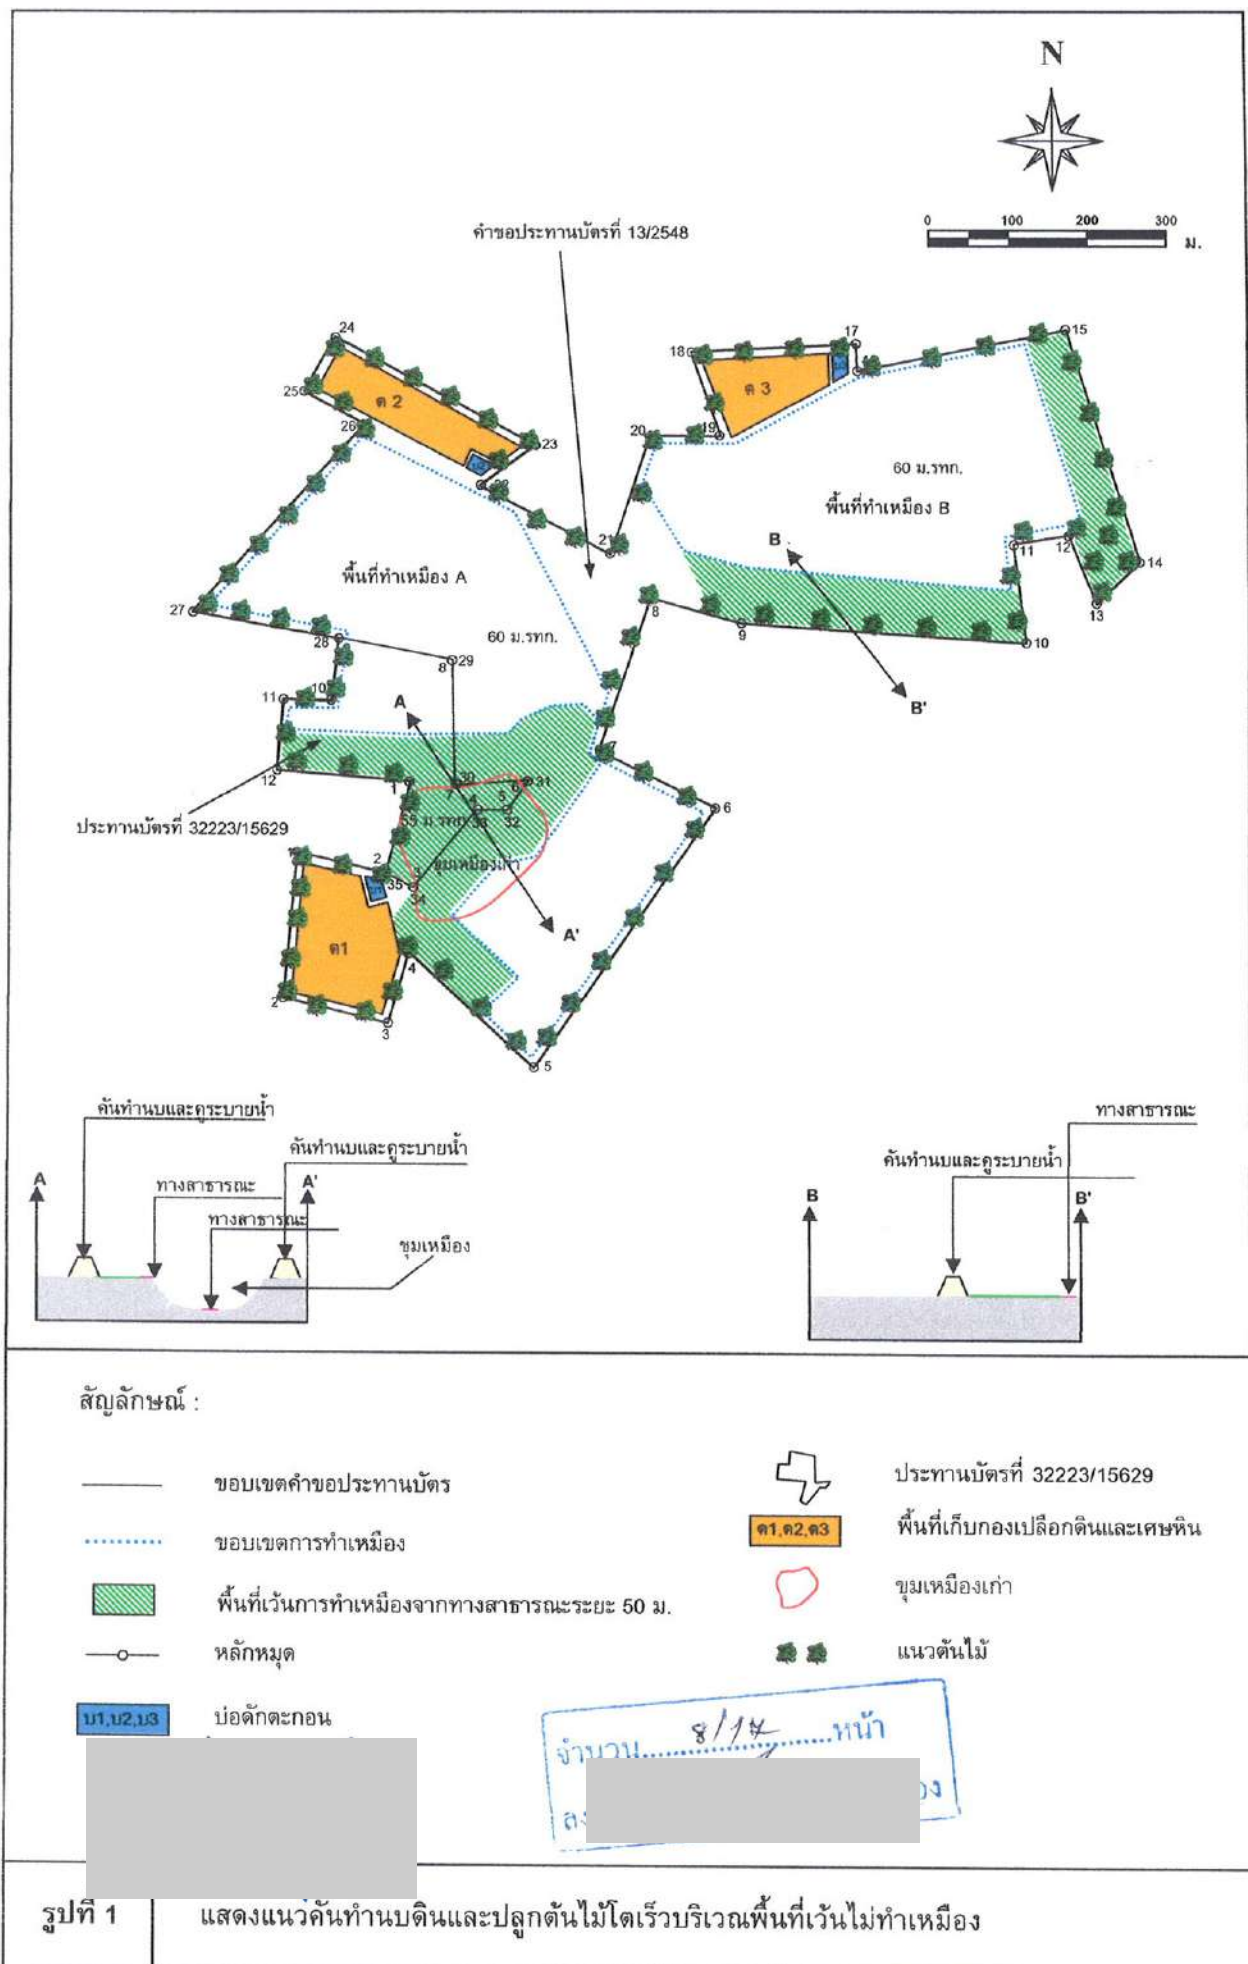 N
0 100 200 300 ม.
คำขอประทานบัตรที่ 13/2548
24
25
26
23
ต 2
18
17
15
ต 3
19
20
60 ม.รทก.
พื้นที่ทำเหมือง B
B
21
11
12
14
13
พื้นที่ทำเหมือง A
27
28
60 ม.รทก.
8
9
10
8 29
B'
11
10
A
12
7
1
30
31
6
4
5
33
32
6
55 ม.รทก.
ประทานบัตรที่ 32223/15629
ขุมเหมืองเก่า
1
2
35
3
34
A'
ต1
4
2
3
5
คันทำนบและคูระบายน้ำ
ทางสาธารณะ
คันทำนบและคูระบายน้ำ
คันทำนบและคูระบายน้ำ
A
ทางสาธารณะ
A'
B
B'
ทางสาธารณะ
ขุมเหมือง
สัญลักษณ์ :
ขอบเขตคำขอประทานบัตร
ขอบเขตการทำเหมือง
พื้นที่เว้นการทำเหมืองจากทางสาธารณะระยะ 50 ม.
หลักหมุด
บ1,บ2,บ3 บ่อดักตะกอน
ประทานบัตรที่ 32223/15629
ต1,ต2,ต3 พื้นที่เก็บกองเปลือกดินและเศษหิน
ขุมเหมืองเก่า
แนวต้นไม้
จำนวน 8/17 หน้า
รูปที่ 1 แสดงแนวคันทำนบดินและปลูกต้นไม้โตเร็วบริเวณพื้นที่เว้นไม่ทำเหมือง